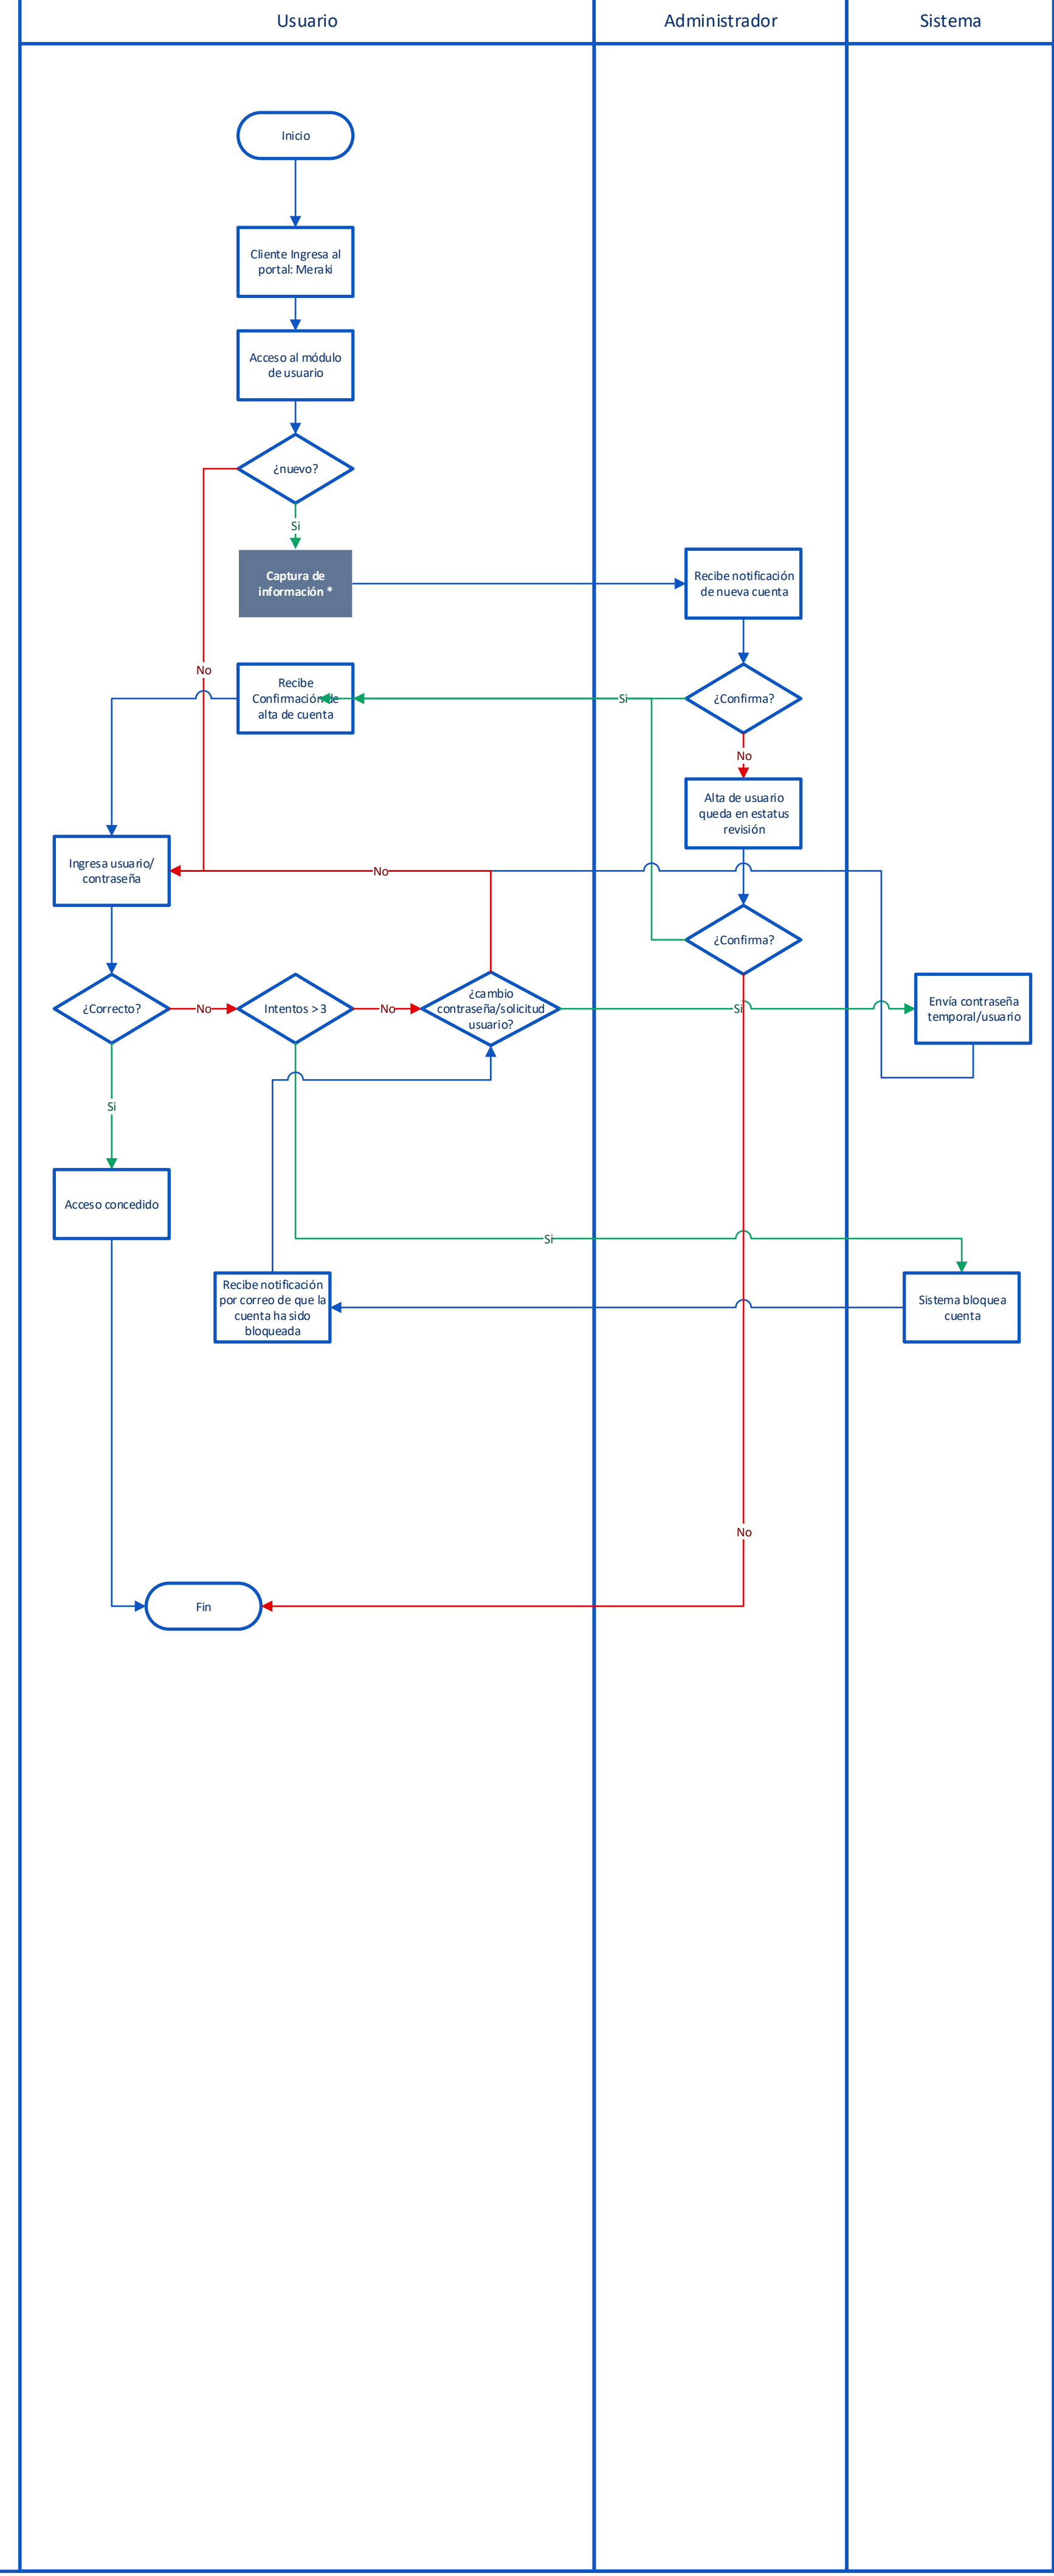 Usuario
Administrador
Sistema
Inicio
Cliente Ingresa al
portal: Meraki
Acceso al módulo
de usuario
¿nuevo?
Si
Captura de
información *
Recibe notificación
de nueva cuenta
No
Recibe
Confirmación de
alta de cuenta
Si
¿Confirma?
No
Alta de usuario
queda en estatus
revisión
Ingresa usuario/
contraseña
No
¿Confirma?
¿Correcto?
No
Intentos > 3
No
¿cambio
contraseña/solicitud
usuario?
Si
Envía contraseña
temporal/usuario
Si
Acceso concedido
Si
Recibe notificación
por correo de que la
cuenta ha sido
bloqueada
Sistema bloquea
cuenta
No
Fin